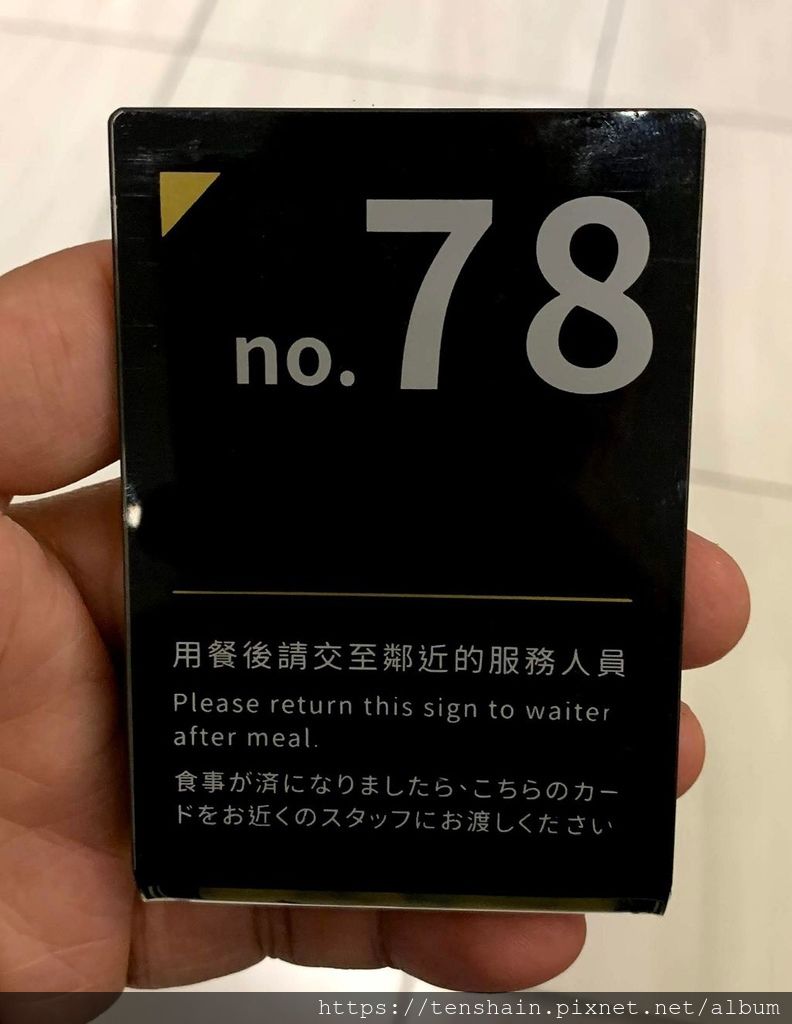 no.78
用餐後請交至鄰近的服務人員
Please return this sign to waiter
after meal.
食事が済になりましたら、こちらのカー
ドをお近くのスタッフにお渡しください
https://tenshain.pixnet.net/album